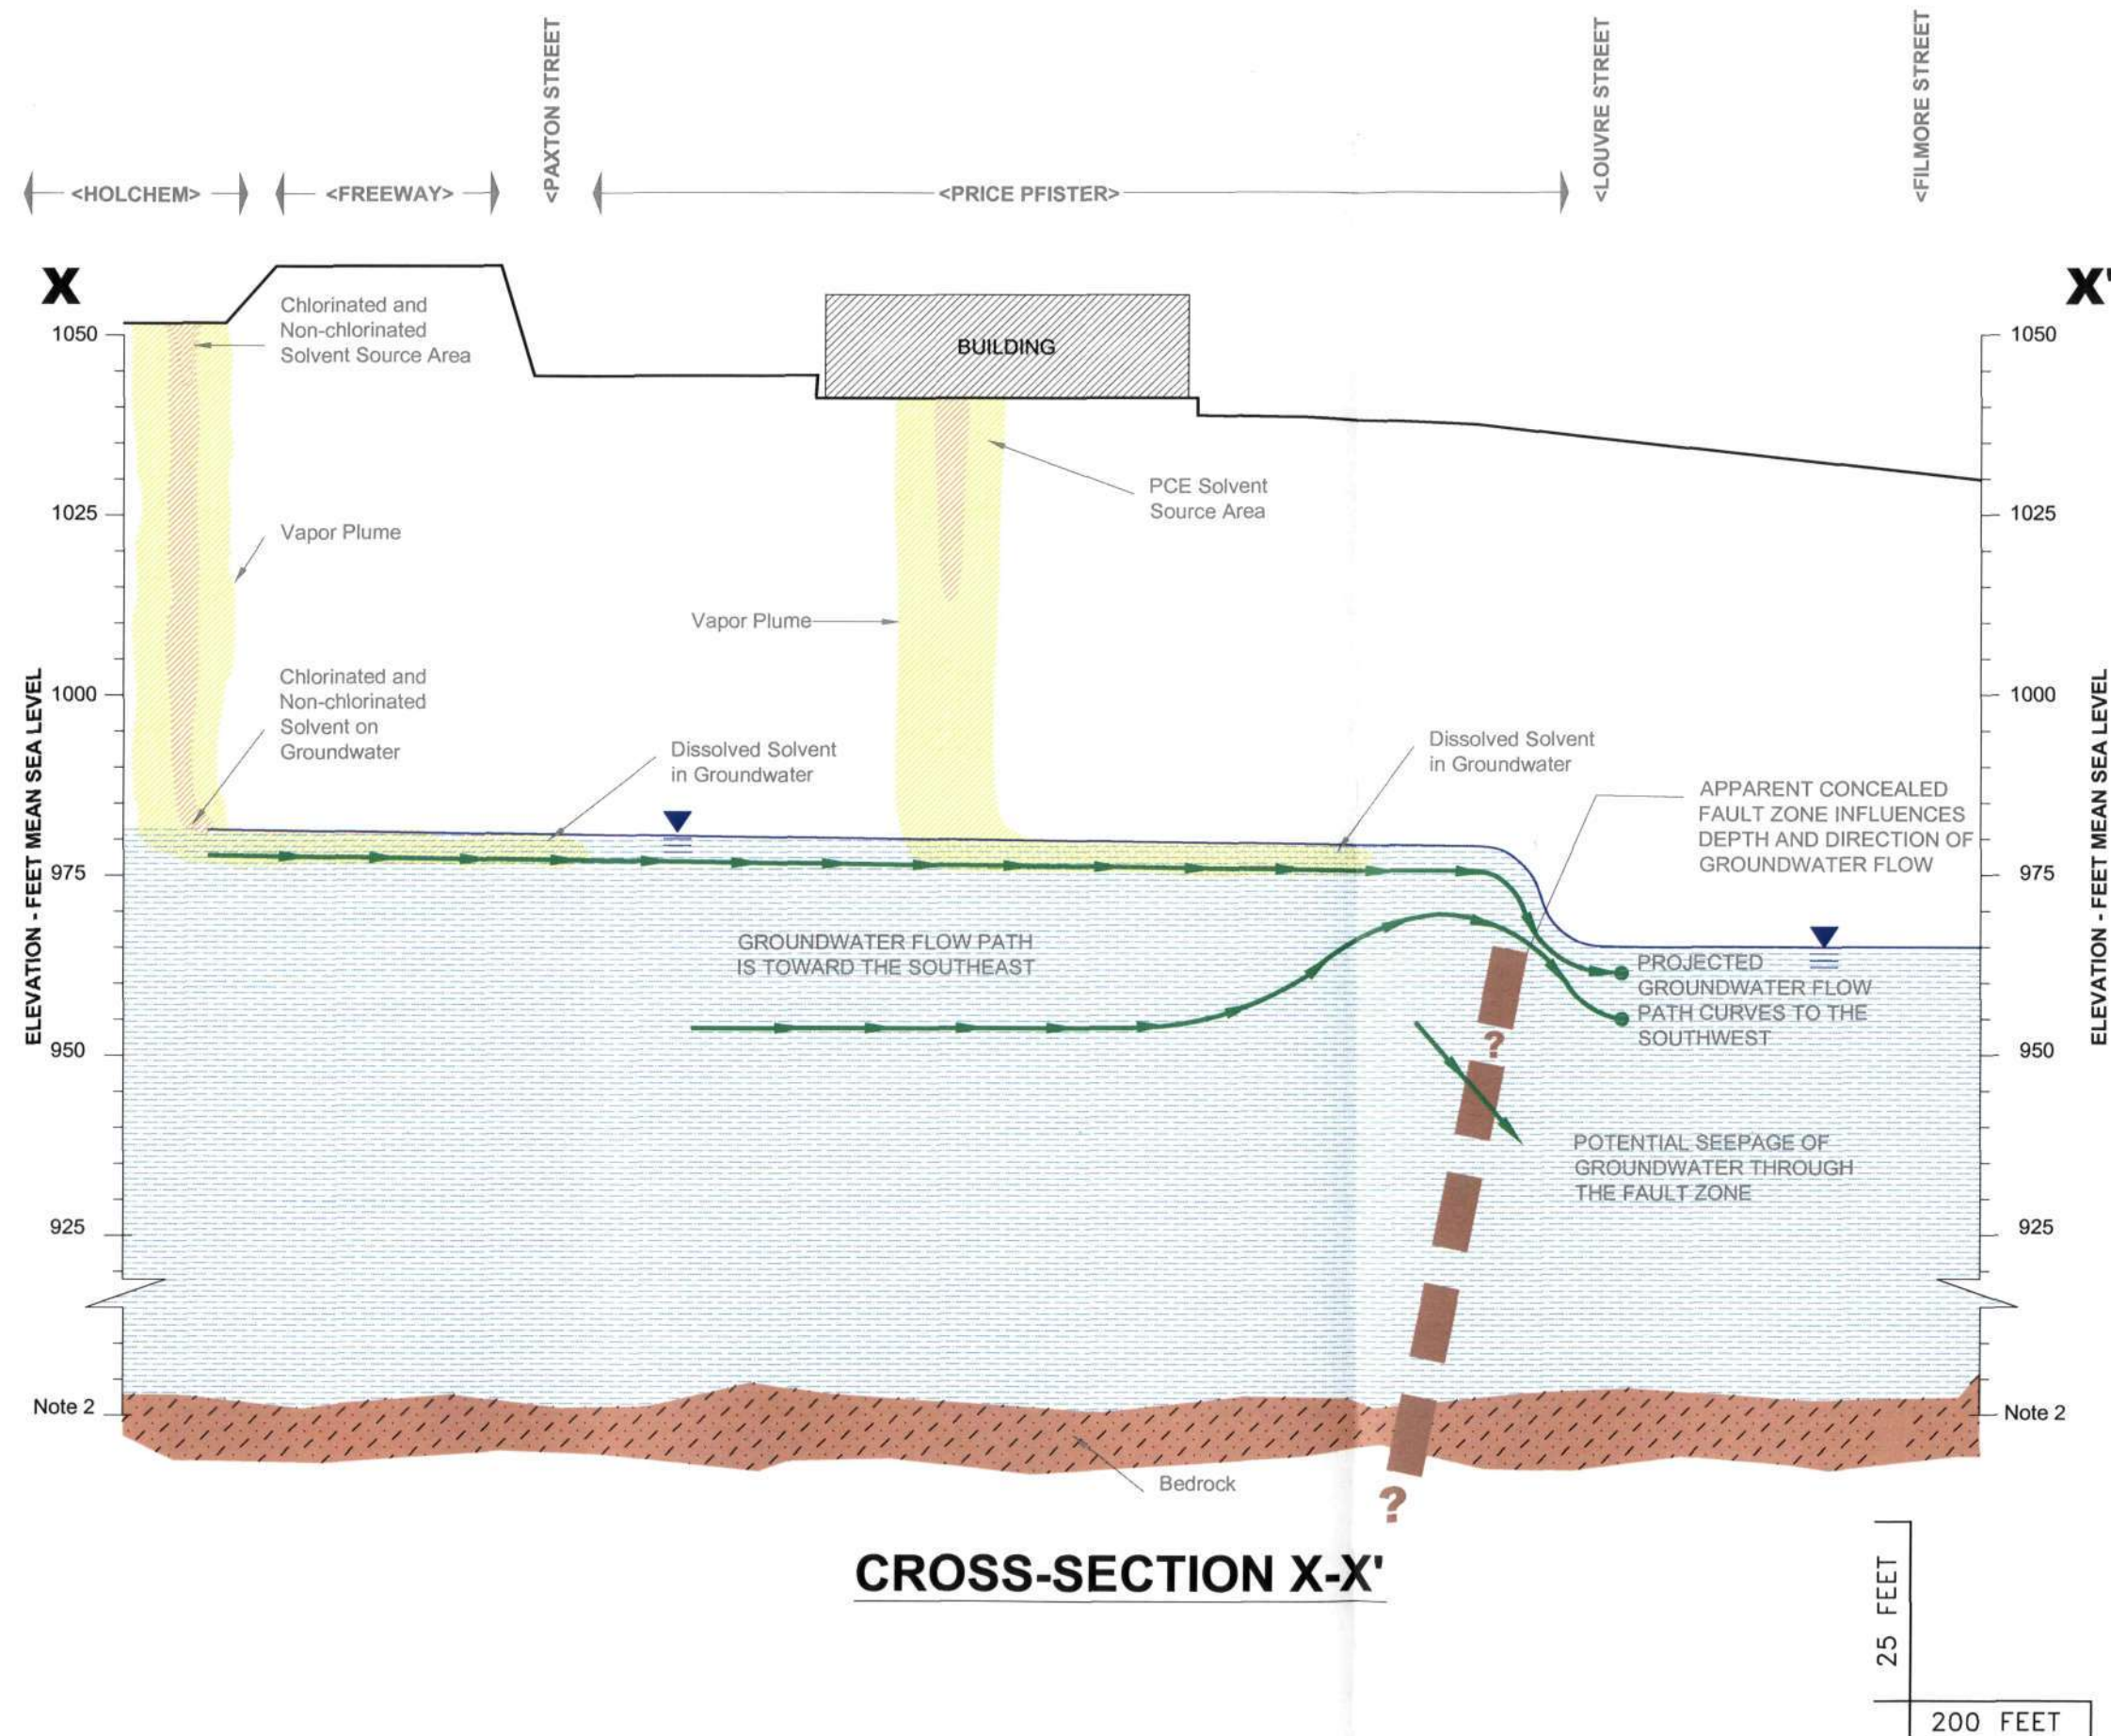 <PAXTON STREET
<LOUVRE STREET
<FILMORE STREET
<HOLCHEM>
<FREEWAY>
<PRICE PFISTER>
X
X'
Chlorinated and
Non-chlorinated
Solvent Source Area
BUILDING
1050
1050
PCE Solvent
Source Area
1025
1025
Vapor Plume
Vapor Plume
Chlorinated and
Non-chlorinated
Solvent on
Groundwater
1000
1000
ELEVATION - FEET MEAN SEA LEVEL
ELEVATION - FEET MEAN SEA LEVEL
Dissolved Solvent
in Groundwater
Dissolved Solvent
in Groundwater
APPARENT CONCEALED
FAULT ZONE INFLUENCES
DEPTH AND DIRECTION OF
GROUNDWATER FLOW
975
975
GROUNDWATER FLOW PATH
IS TOWARD THE SOUTHEAST
PROJECTED
GROUNDWATER FLOW
PATH CURVES TO THE
SOUTHWEST
?
950
950
POTENTIAL SEEPAGE OF
GROUNDWATER THROUGH
THE FAULT ZONE
925
925
Note 2
Note 2
Bedrock
?
CROSS-SECTION X-X'
25 FEET
200 FEET